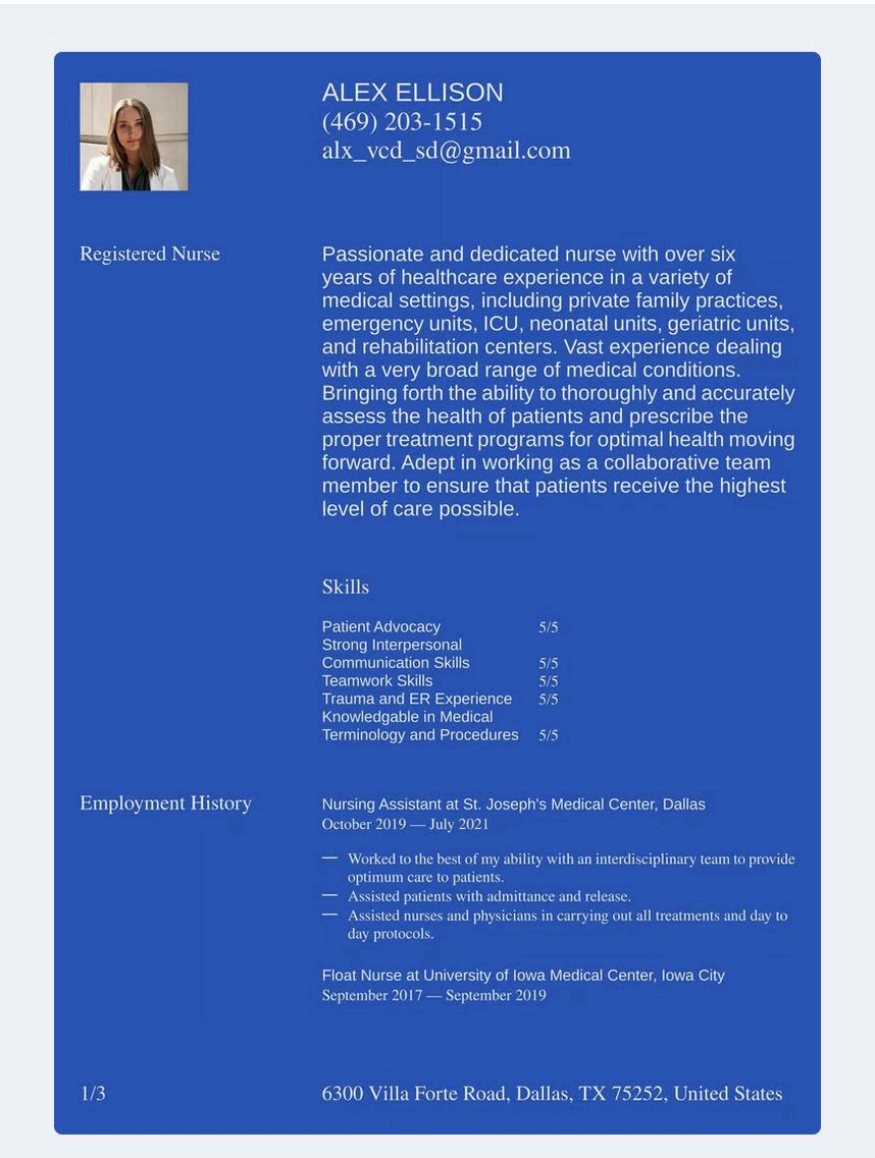 ALEX ELLISON
(469) 203-1515
alx_vcd_sd@gmail.com
Registered Nurse
Passionate and dedicated nurse with over six
years of healthcare experience in a variety of
medical settings, including private family practices,
emergency units, ICU, neonatal units, geriatric units,
and rehabilitation centers. Vast experience dealing
with a very broad range of medical conditions.
Bringing forth the ability to thoroughly and accurately
assess the health of patients and prescribe the
proper treatment programs for optimal health moving
forward. Adept in working as a collaborative team
member to ensure that patients receive the highest
level of care possible.
Skills
Patient Advocacy 5/5
Strong Interpersonal
Communication Skills 5/5
Teamwork Skills 5/5
Trauma and ER Experience 5/5
Knowledgable in Medical
Terminology and Procedures 5/5
Employment History
Nursing Assistant at St. Joseph's Medical Center, Dallas
October 2019 — July 2021
— Worked to the best of my ability with an interdisciplinary team to provide
optimum care to patients.
— Assisted patients with admittance and release.
— Assisted nurses and physicians in carrying out all treatments and day to
day protocols.
Float Nurse at University of Iowa Medical Center, Iowa City
September 2017 — September 2019
1/3
6300 Villa Forte Road, Dallas, TX 75252, United States